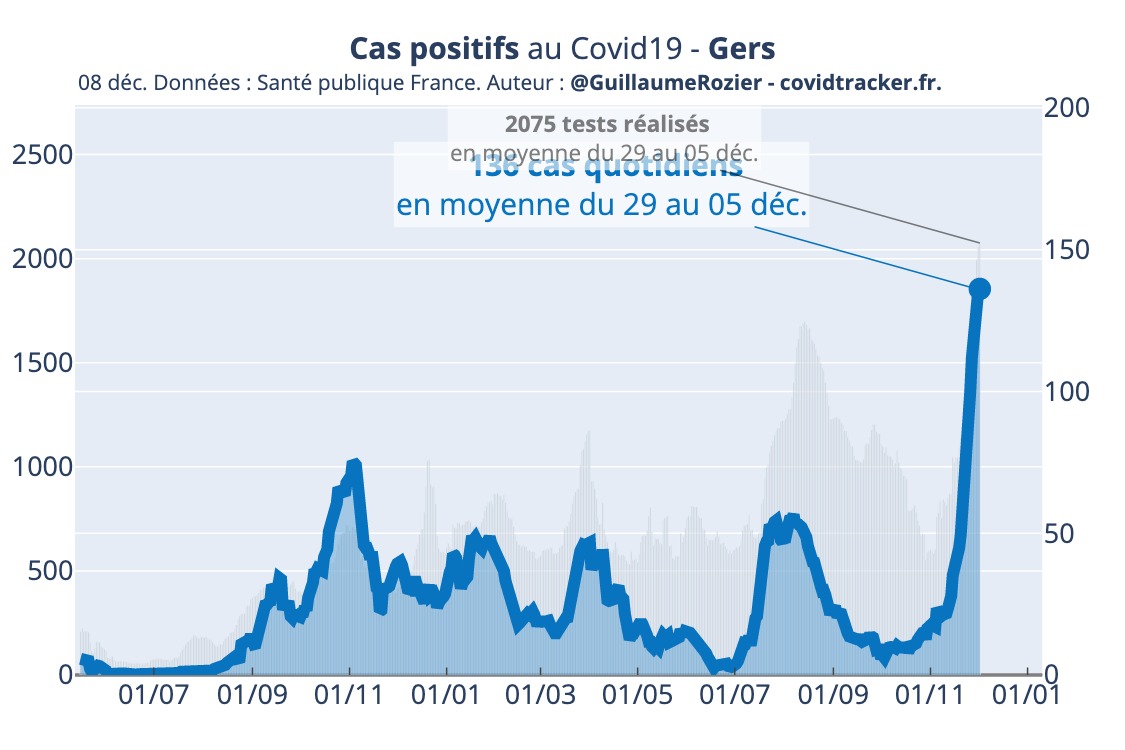 Cas positifs au Covid19 - Gers
08 déc. Données : Santé publique France. Auteur : @GuillaumeRozier - covidtracker.fr.
2075 tests réalisés
en moyenne du 29 au 05 déc.
136 cas quotidiens
en moyenne du 29 au 05 déc.
2500
2000
1500
1000
500
0
200
150
100
50
0
01/07 01/09 01/11 01/01 01/03 01/05 01/07 01/09 01/11 01/01